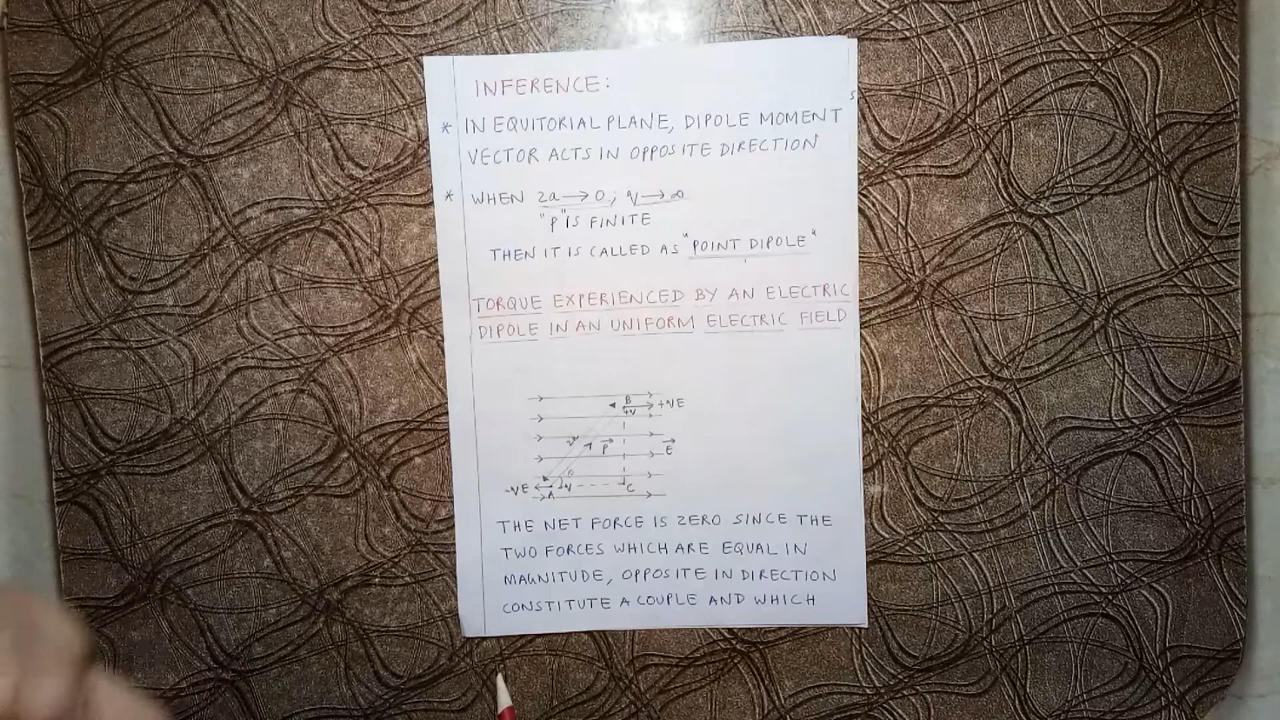 INFERENCE:
* IN EQUITORIAL PLANE, DIPOLE MOMENT
VECTOR ACTS IN OPPOSITE DIRECTION
* WHEN 2a→0; q→∞
"P" IS FINITE
THEN IT IS CALLED AS "POINT DIPOLE"
TORQUE EXPERIENCED BY AN ELECTRIC
DIPOLE IN AN UNIFORM ELECTRIC FIELD
B
+q
+qE
P
E
-qE
A
C
THE NET FORCE IS ZERO SINCE THE
TWO FORCES WHICH ARE EQUAL IN
MAGNITUDE, OPPOSITE IN DIRECTION
CONSTITUTE A COUPLE AND WHICH